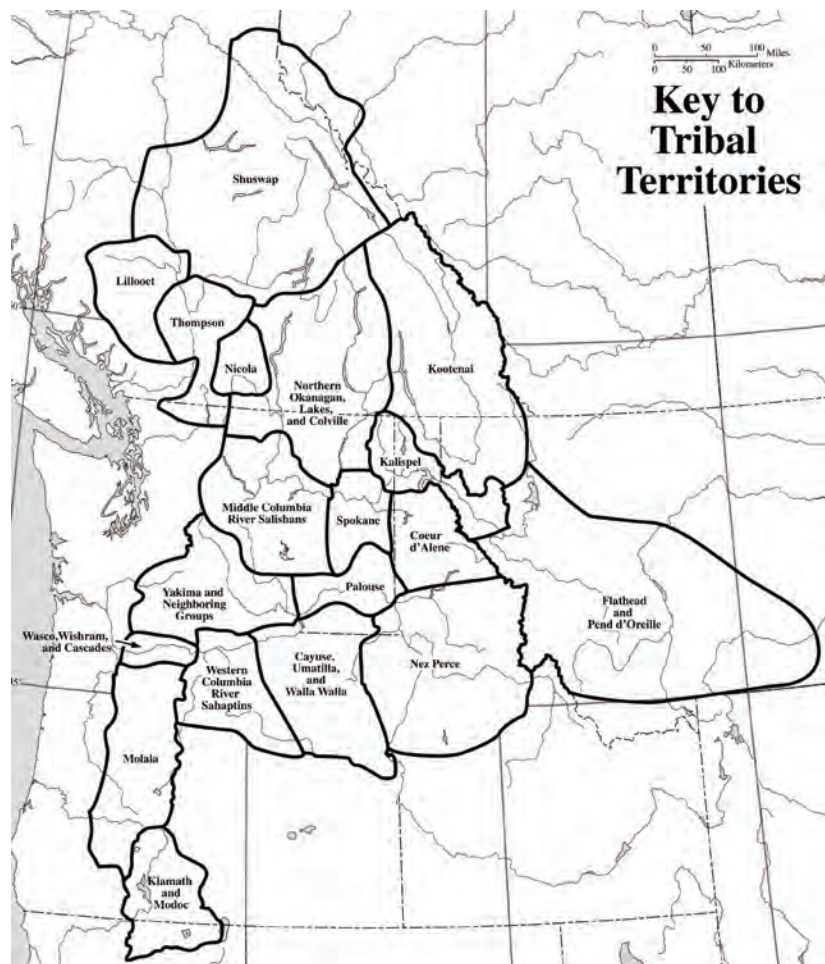 0 50 100
Miles
0 50 100
Kilometers
Key to
Tribal
Territories
Shuswap
Lillooet
Thompson
Nicola
Kootenai
Northern
Okanagan,
Lakes,
and Colville
Kalispel
Middle Columbia
River Salishans
Spokane
Coeur
d'Alene
Palouse
Yakima and
Neighboring
Groups
Flathead
and
Pend d'Oreille
Wasco, Wishram,
and Cascades
Western
Columbia
River
Sahaptins
Cayuse,
Umatilla,
and
Walla Walla
Nez Perce
Molala
Klamath
and
Modoc